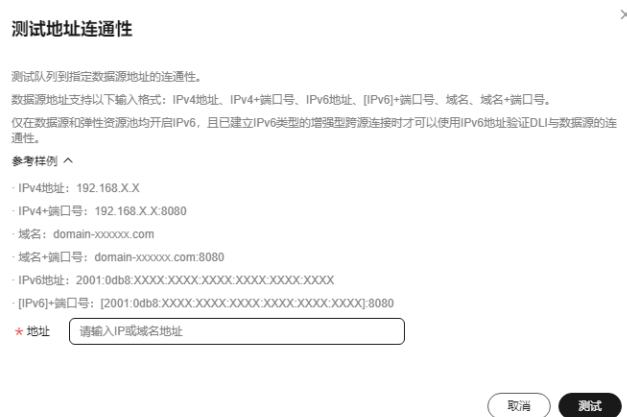 测试地址连通性
测试队列到指定数据源地址的连通性。
数据源地址支持以下输入格式：IPv4地址、IPv4+端口号、IPv6地址、[IPv6]+端口号、域名、域名+端口号。
仅在数据源和弹性资源池均开启IPv6，且已建立IPv6类型的增强型跨源连接时才可以使用IPv6地址验证DLI与数据源的连
通性。
参考样例
· IPv4地址：192.168.X.X
· IPv4+端口号：192.168.X.X:8080
· 域名：domain-xxxxxx.com
· 域名+端口号：domain-xxxxxx.com:8080
· IPv6地址：2001:0db8:XXXX:XXXX:XXXX:XXXX:XXXX:XXXX
· [IPv6]+端口号：[2001:0db8:XXXX:XXXX:XXXX:XXXX:XXXX:XXXX]:8080
* 地址 请输入IP或域名地址
取消 测试